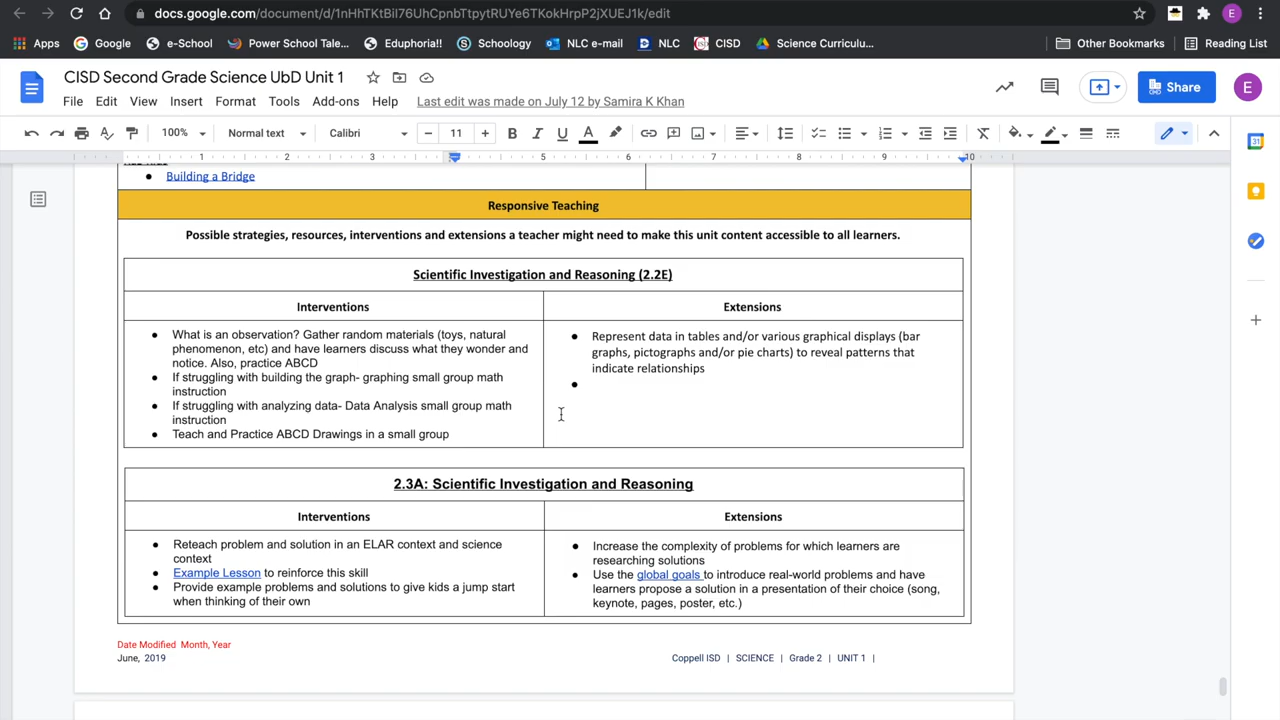 docs.google.com/document/d/1nHhTKtBil76UhCpnbTtpytRUYe6TKokHrpP2jXUEJ1k/edit
E
Apps Google e-School Power School Tale... Eduphoria!! Schoology NLC e-mail NLC CISD Science Curriculu... Other Bookmarks Reading List
CISD Second Grade Science UbD Unit 1
Share E
File Edit View Insert Format Tools Add-ons Help Last edit was made on July 12 by Samira K Khan
100% Normal text Calibri 11
1 2 3 4 5 6 7 8 9 10
31
• Building a Bridge
Responsive Teaching
Possible strategies, resources, interventions and extensions a teacher might need to make this unit content accessible to all learners.
Scientific Investigation and Reasoning (2.2E)
Interventions
• What is an observation? Gather random materials (toys, natural
phenomenon, etc) and have learners discuss what they wonder and
notice. Also, practice ABCD
• If struggling with building the graph- graphing small group math
instruction
• If struggling with analyzing data- Data Analysis small group math
instruction
• Teach and Practice ABCD Drawings in a small group
Extensions
• Represent data in tables and/or various graphical displays (bar
graphs, pictographs and/or pie charts) to reveal patterns that
indicate relationships
•
2.3A: Scientific Investigation and Reasoning
Interventions
• Reteach problem and solution in an ELAR context and science
context
• Example Lesson to reinforce this skill
• Provide example problems and solutions to give kids a jump start
when thinking of their own
Extensions
• Increase the complexity of problems for which learners are
researching solutions
• Use the global goals to introduce real-world problems and have
learners propose a solution in a presentation of their choice (song,
keynote, pages, poster, etc.)
Date Modified Month, Year
June, 2019
Coppell ISD | SCIENCE | Grade 2 | UNIT 1 |